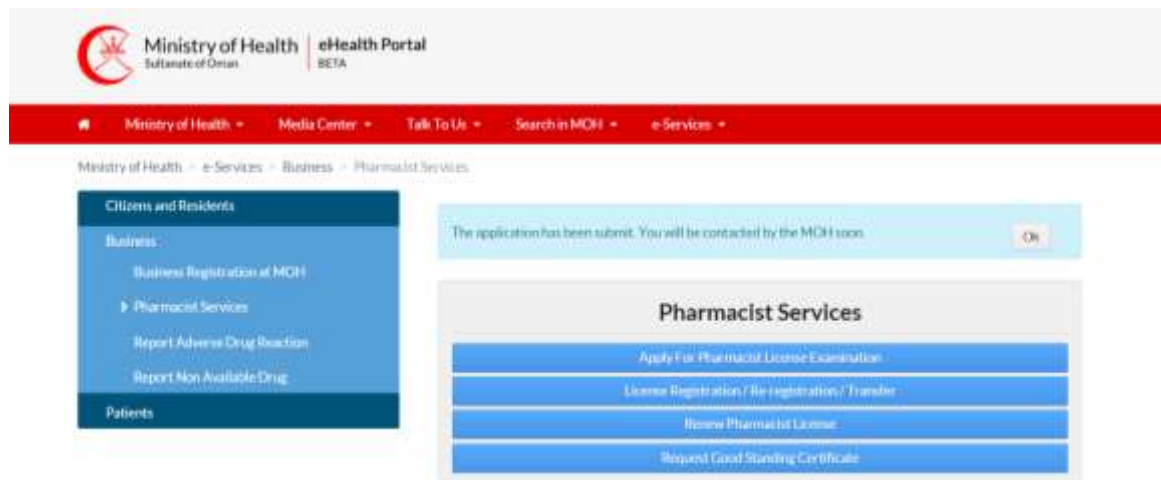 Ministry of Health
Sultanate of Oman
eHealth Portal
BETA
Ministry of Health
Media Center
Talk To Us
Search in MOH
e-Services
Ministry of Health - e-Services - Business - Pharmacist Services
Citizens and Residents
Business
Business Registration at MOH
Pharmacist Services
Report Adverse Drug Reaction
Report Non Available Drug
Patients
The application has been submit. You will be contacted by the MOH soon.
Ok
Pharmacist Services
Apply For Pharmacist License Examination
License Registration / Re-registration / Transfer
Renew Pharmacist License
Request Good Standing Certificate